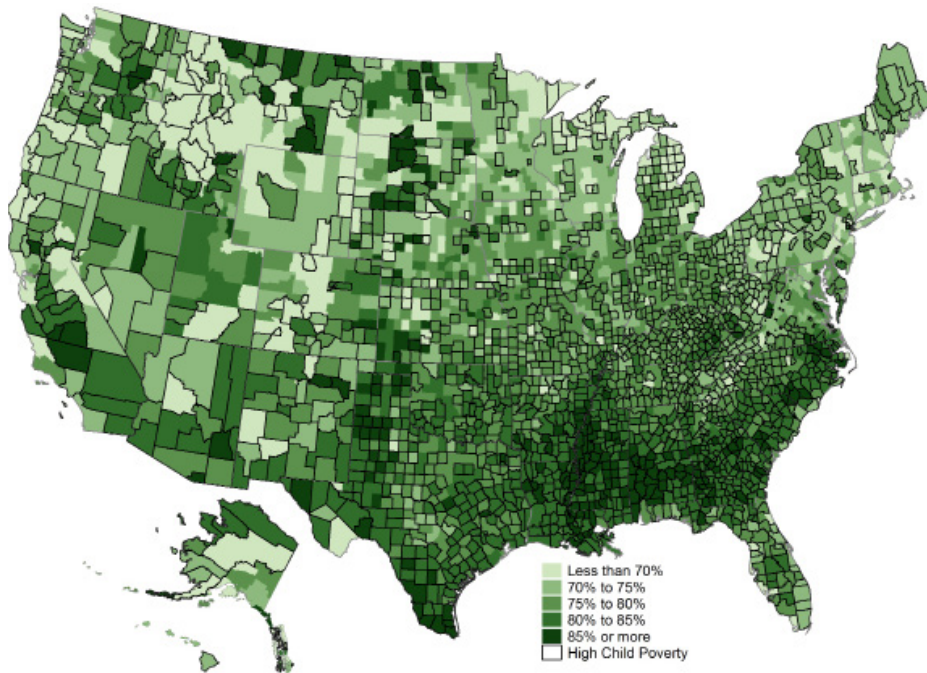 Less than 70%
70% to 75%
75% to 80%
80% to 85%
85% or more
High Child Poverty